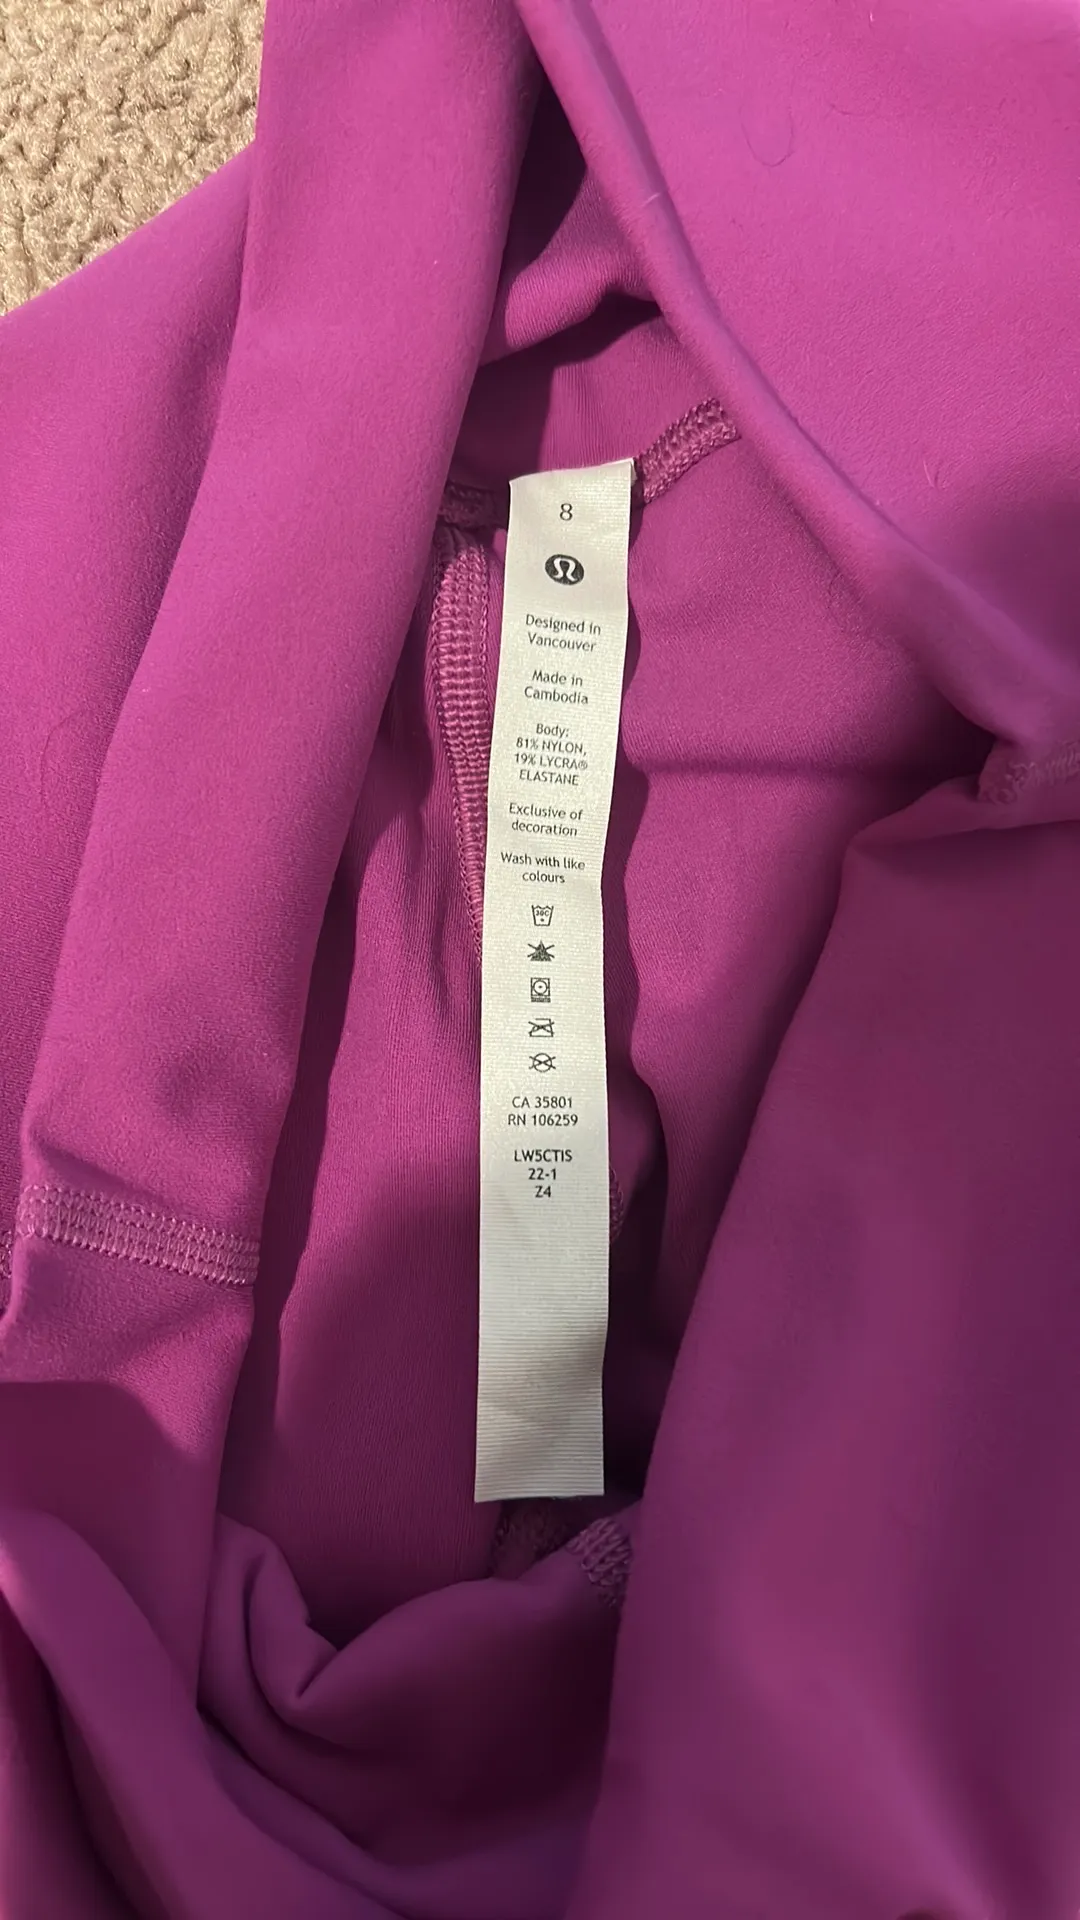 8
Designed in
Vancouver
Made in
Cambodia
Body:
81% NYLON,
19% LYCRA®
ELASTANE
Exclusive of
decoration
Wash with like
colours
30C
CA 35801
RN 106259
LW5CTIS
22-1
Z4